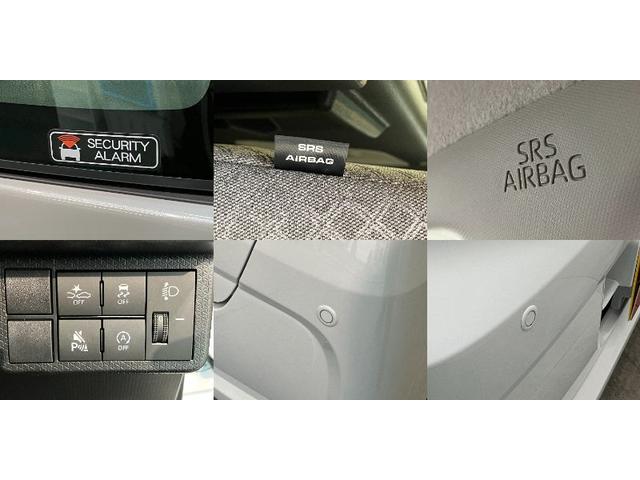 SECURITY
ALARM
SRS
AIRBAG
SRS
AIRBAG
OFF
OFF
P
OFF